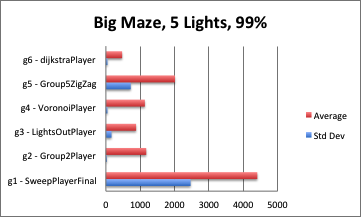 Big Maze, 5 Lights, 99%
g6 - dijkstraPlayer
g5 - Group5ZigZag
g4 - VoronoiPlayer
g3 - LightsOutPlayer
g2 - Group2Player
g1 - SweepPlayerFinal
0 1000 2000 3000 4000 5000
Average
Std Dev